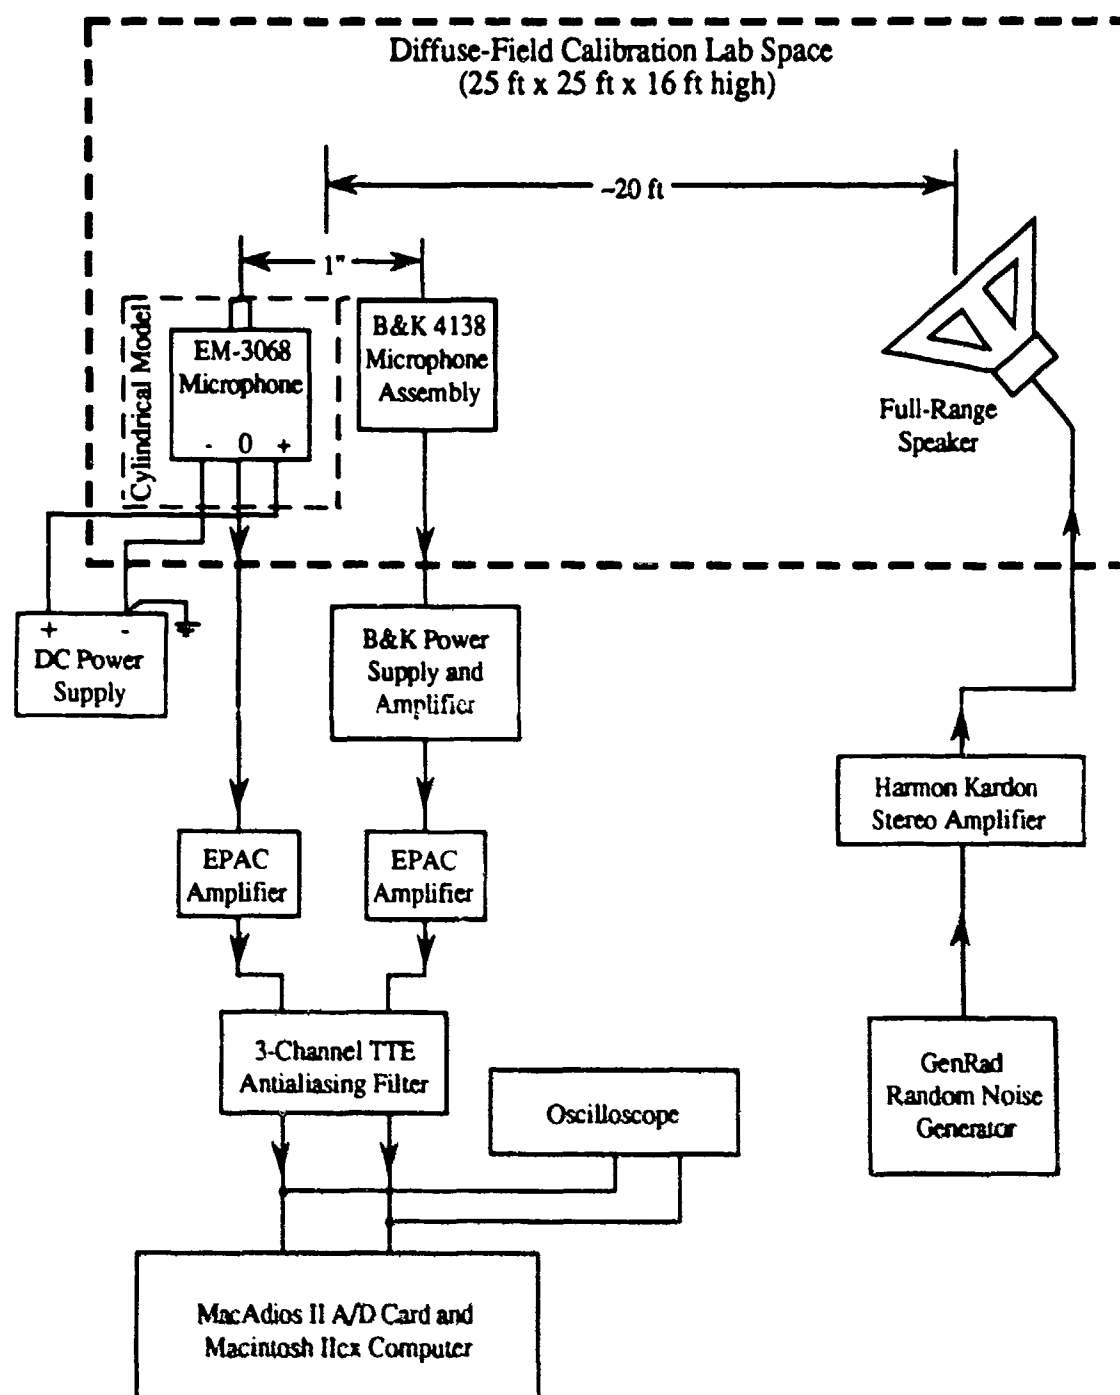 Diffuse-Field Calibration Lab Space
(25 ft x 25 ft x 16 ft high)
~20 ft
1"
Cylindrical Model
EM-3068
Microphone
- 0 +
B&K 4138
Microphone
Assembly
Full-Range
Speaker
+ -
DC Power
Supply
B&K Power
Supply and
Amplifier
Harmon Kardon
Stereo Amplifier
EPAC
Amplifier
EPAC
Amplifier
3-Channel TTE
Antialiasing Filter
Oscilloscope
GenRad
Random Noise
Generator
MacAdios II A/D Card and
Macintosh IIcx Computer